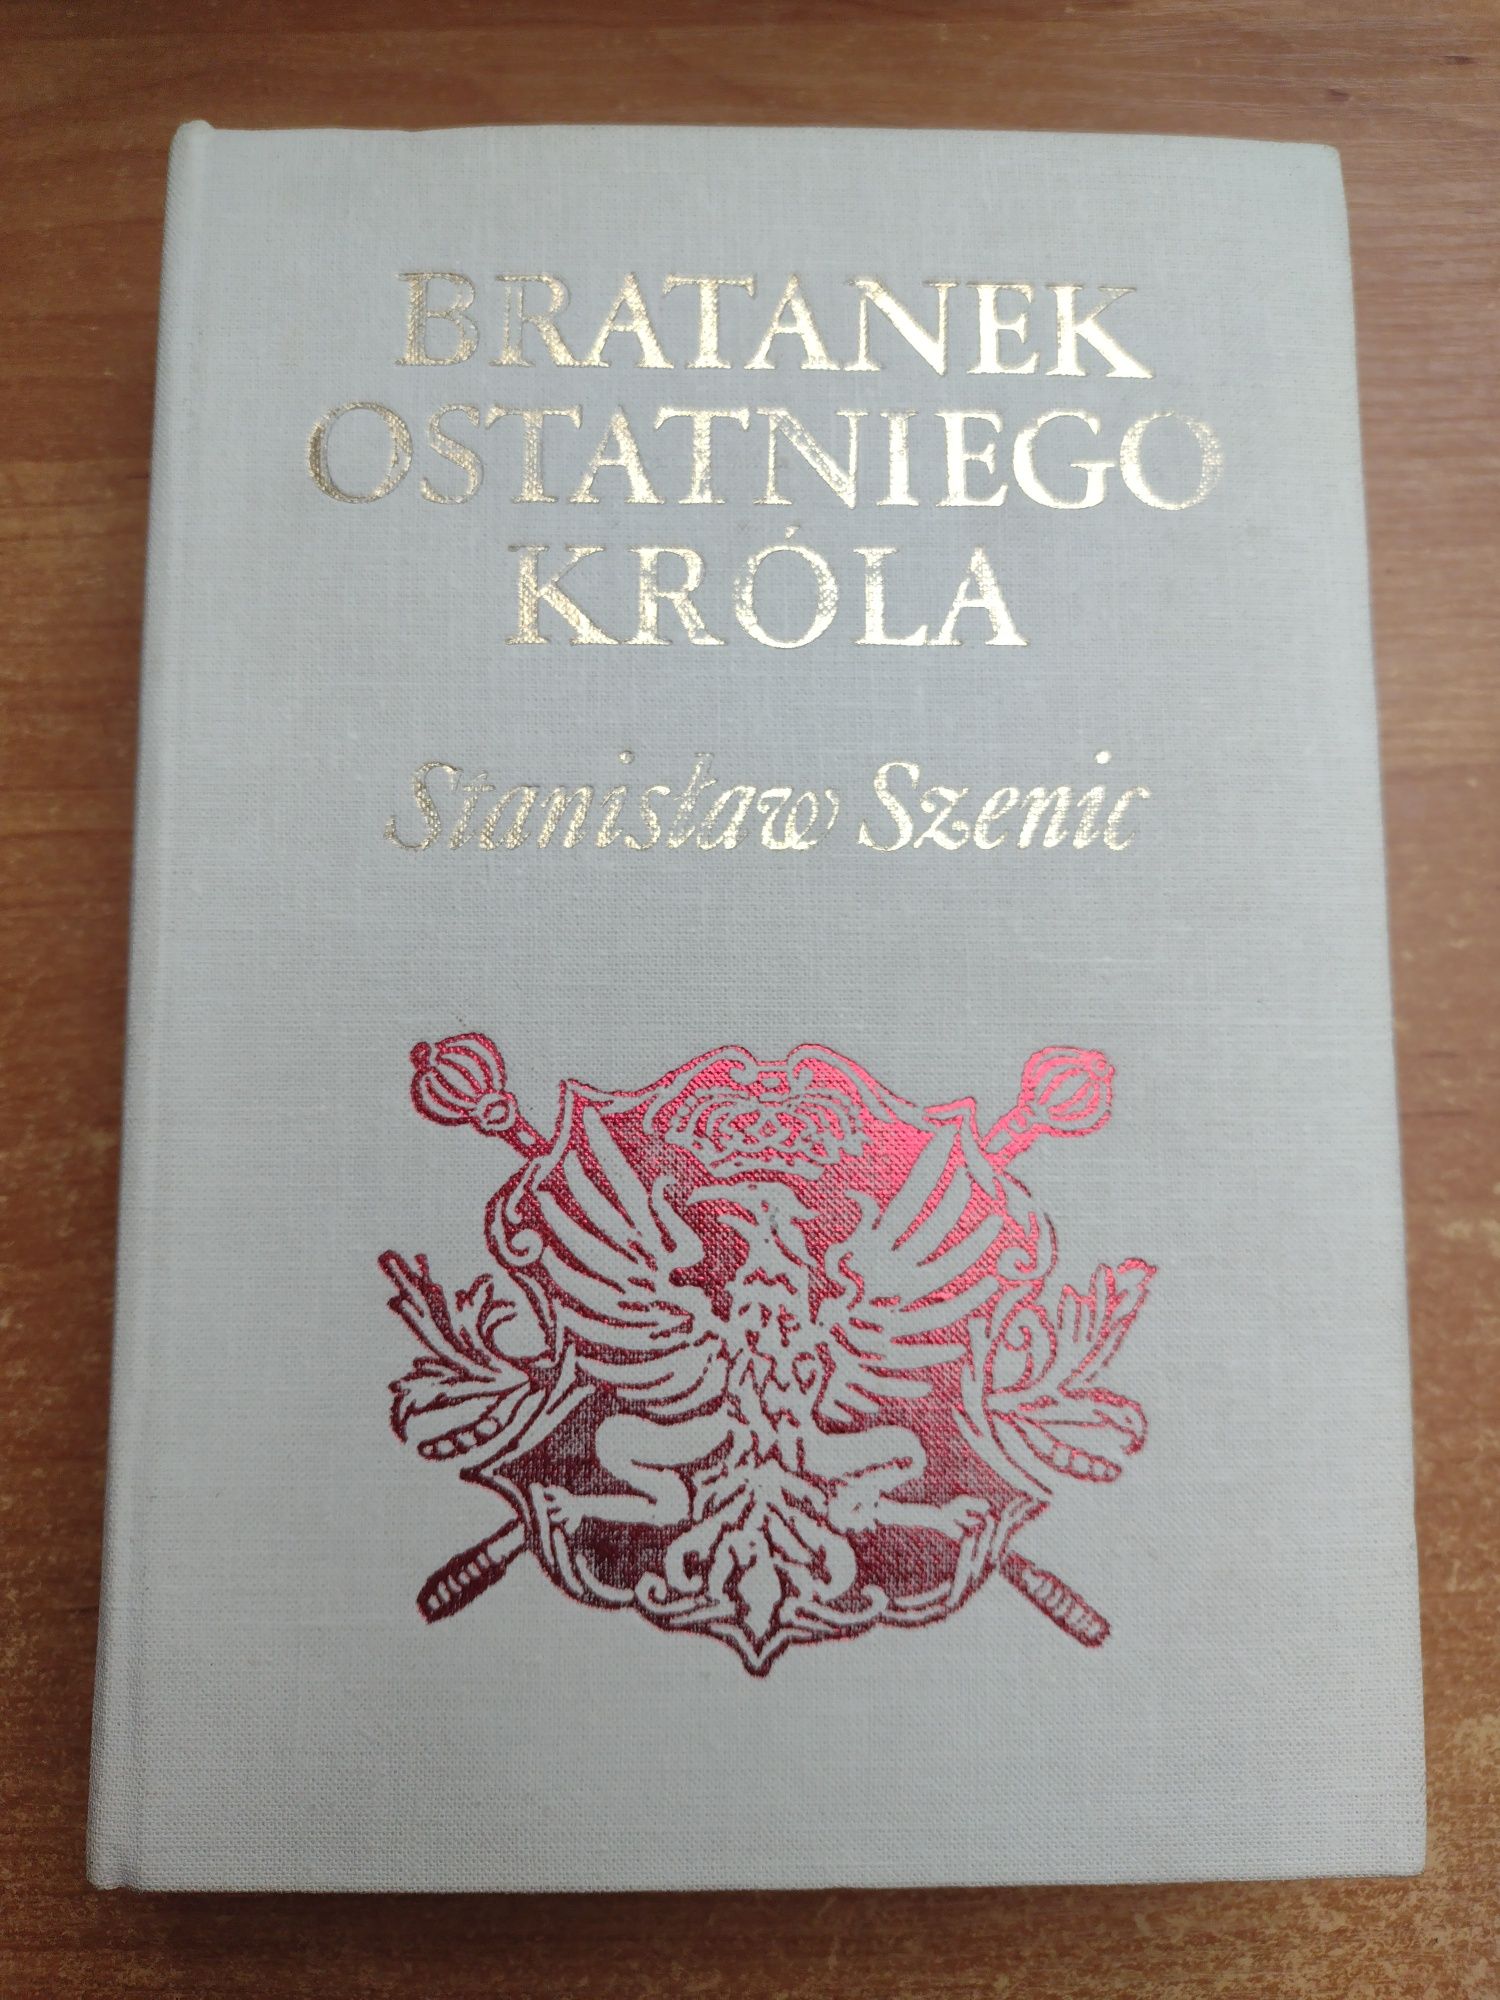 BRATANEK
OSTATNIEGO
KRÓLA
Stanisław Szenic